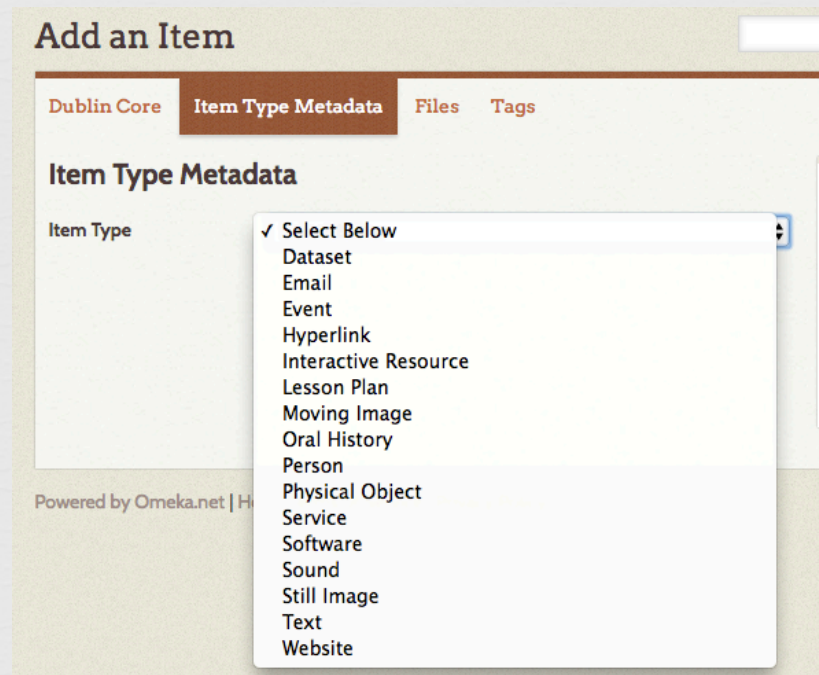 Add an Item
Dublin Core Item Type Metadata Files Tags
Item Type Metadata
Item Type
✓ Select Below
Dataset
Email
Event
Hyperlink
Interactive Resource
Lesson Plan
Moving Image
Oral History
Person
Physical Object
Powered by Omeka.net |
Service
Software
Sound
Still Image
Text
Website